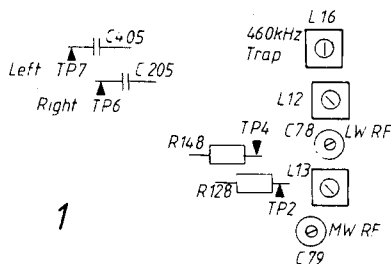 L16
460kHz
Trap
C405
Left TP7
C205
Right TP6
L12
C78 LW RF
TP4
R148
L13
R128
TP2
1
MW RF
C79